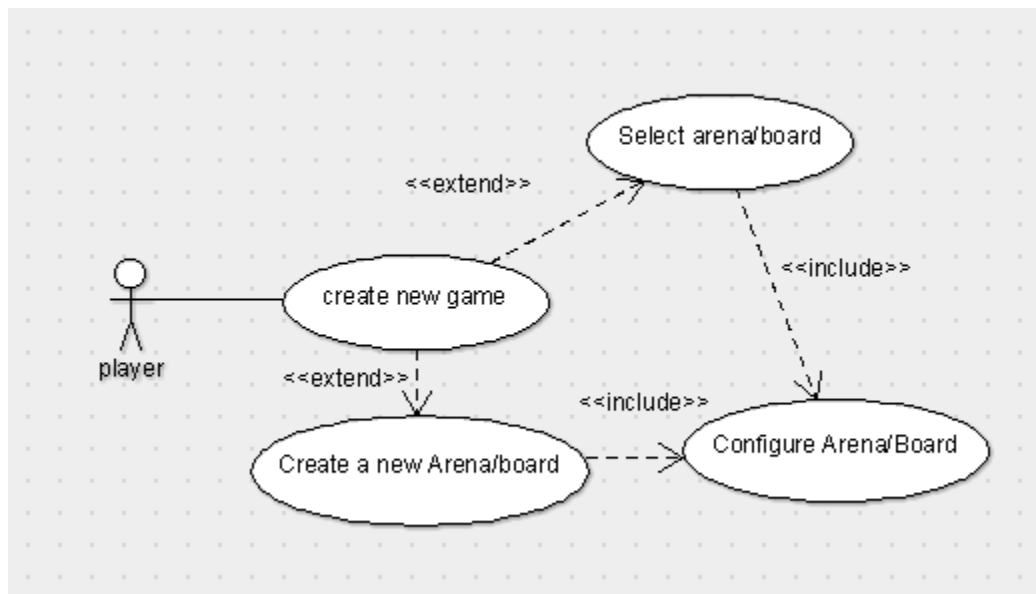 Select arena/board
<<extend>>
<<include>>
create new game
player
<<extend>>
<<include>>
Configure Arena/Board
Create a new Arena/board